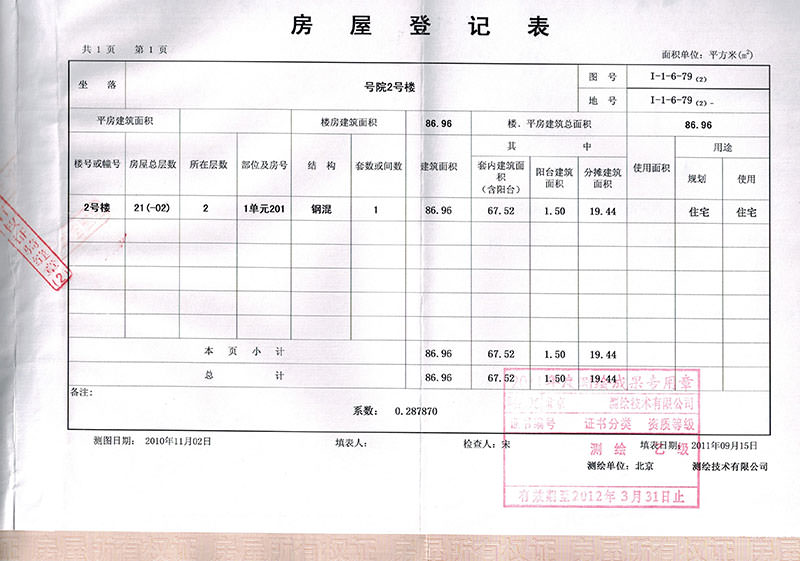 房屋登记表
共 1 页 第 1 页
面积单位：平方米(m²)
坐落 号院2号楼 图号 I-1-6-79 (2)
地号 I-1-6-79 (2) -
平房建筑面积 楼房建筑面积 86.96 楼、平房建筑总面积 86.96
楼号或幢号 房屋总层数 所在层数 部位及房号 结构 套数或间数 建筑面积 其中 使用面积 用途
套内建筑面积（含阳台） 阳台建筑面积 分摊建筑面积 规划 使用
2号楼 21(-02) 2 1单元201 钢混 1 86.96 67.52 1.50 19.44 住宅 住宅
本页小计 86.96 67.52 1.50 19.44
总计 86.96 67.52 1.50 19.44
备注：
系数： 0.287870
测绘技术有限公司
证书编号 证书分类 资质等级
测绘 乙级
有效期至2012年3月31日止
测图日期： 2010年11月02日 填表人： 检查人：宋 填表日期：2011年09月15日
测绘单位：北京 测绘技术有限公司
房屋所有权证 房屋所有权证 房屋所有权证 房屋所有权证